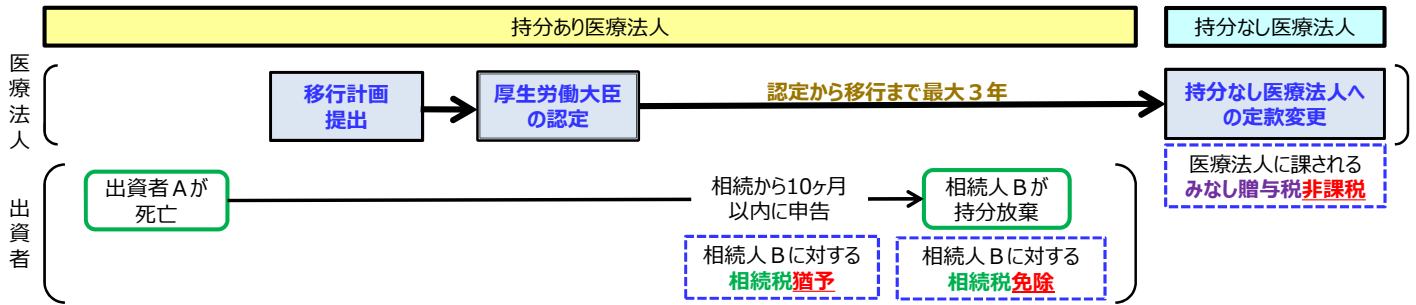 持分あり医療法人
持分なし医療法人
医療法人
移行計画
提出
厚生労働大臣
の認定
認定から移行まで最大３年
持分なし医療法人へ
の定款変更
医療法人に課される
みなし贈与税非課税
出資者
出資者Ａが
死亡
相続から10ヶ月
以内に申告
相続人Ｂが
持分放棄
相続人Ｂに対する
相続税猶予
相続人Ｂに対する
相続税免除